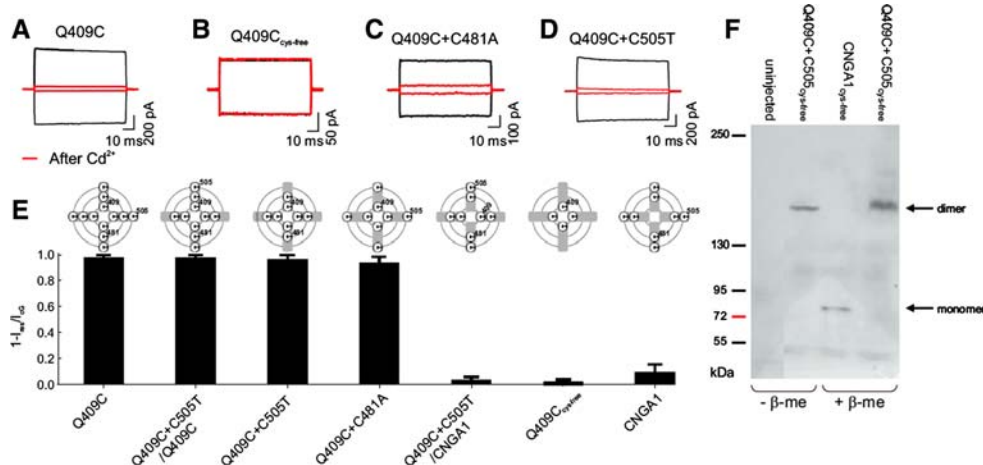 A
Q409C
10 ms
200 pA
B
Q409Ccys-free
10 ms
50 pA
C
Q409C+C481A
10 ms
100 pA
D
Q409C+C505T
10 ms
200 pA
After Cd2+
E
505
409
505
481
505
409
481
409
481
409
505
505
409
481
409
505
481
1-Ires/IcG
1.0
0.8
0.6
0.4
0.2
0.0
Q409C
Q409C+C505T
/Q409C
Q409C+C505T
Q409C+C481A
Q409C+C505T
/CNGA1
Q409Ccys-free
CNGA1
F
uninjected
Q409C+C505cys-free
CNGA1cys-free
Q409C+C505cys-free
250
130
95
72
55
kDa
dimer
monomer
- β-me
+ β-me